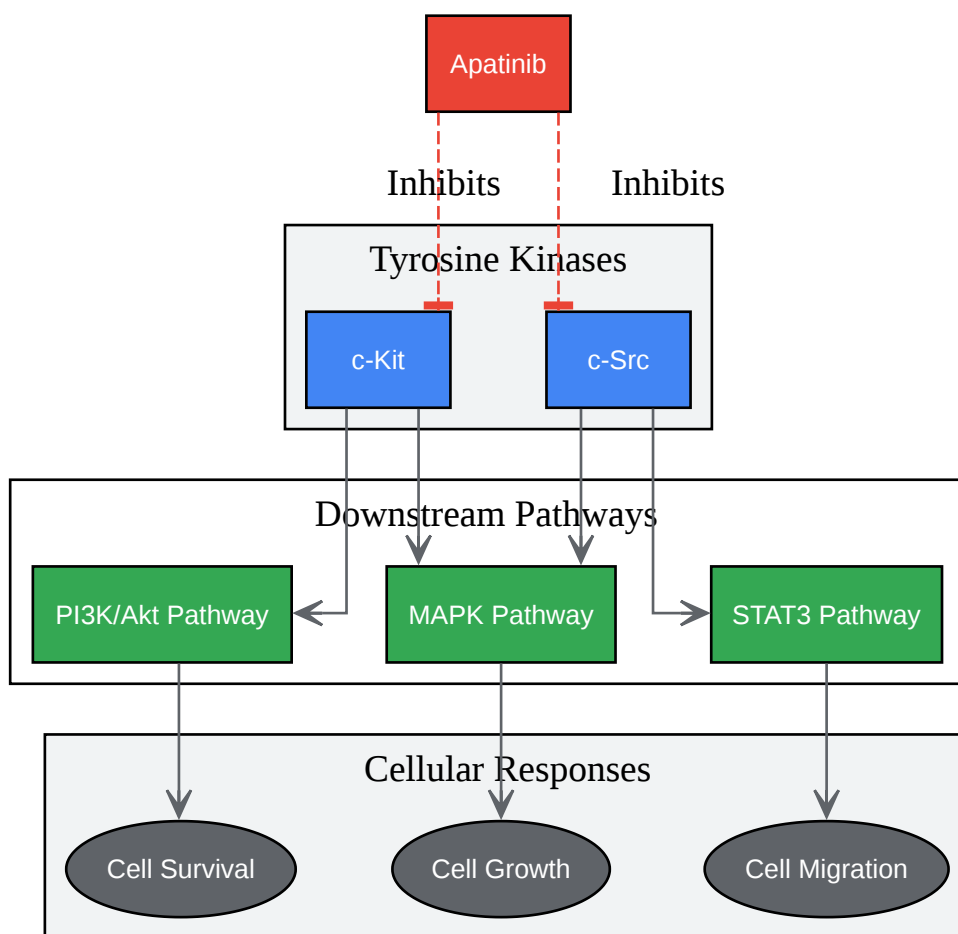 Apatinib
Inhibits
Inhibits
Tyrosine Kinases
c-Kit
c-Src
Downstream Pathways
PI3K/Akt Pathway
MAPK Pathway
STAT3 Pathway
Cellular Responses
Cell Survival
Cell Growth
Cell Migration